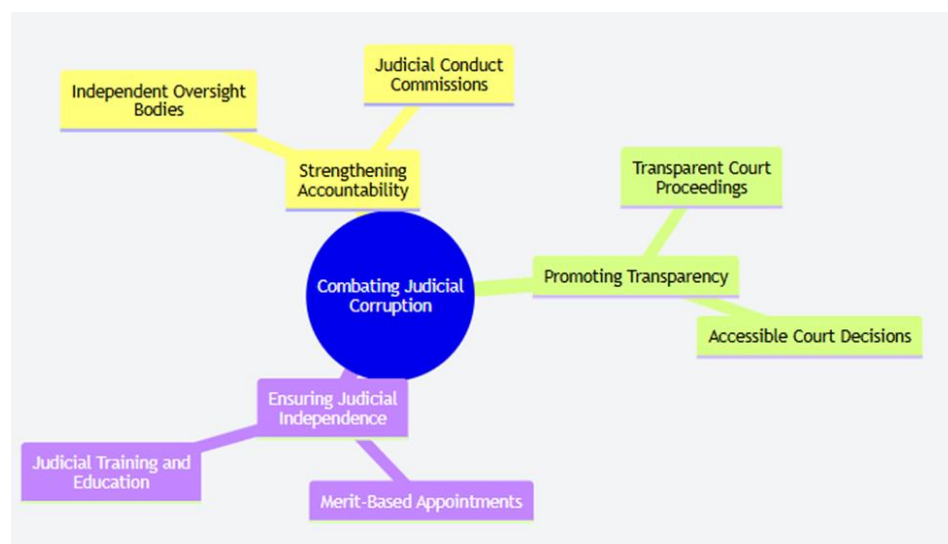 Judicial Conduct
Commissions
Independent Oversight
Bodies
Strengthening
Accountability
Transparent Court
Proceedings
Promoting Transparency
Combating Judicial
Corruption
Accessible Court Decisions
Ensuring Judicial
Independence
Judicial Training and
Education
Merit-Based Appointments